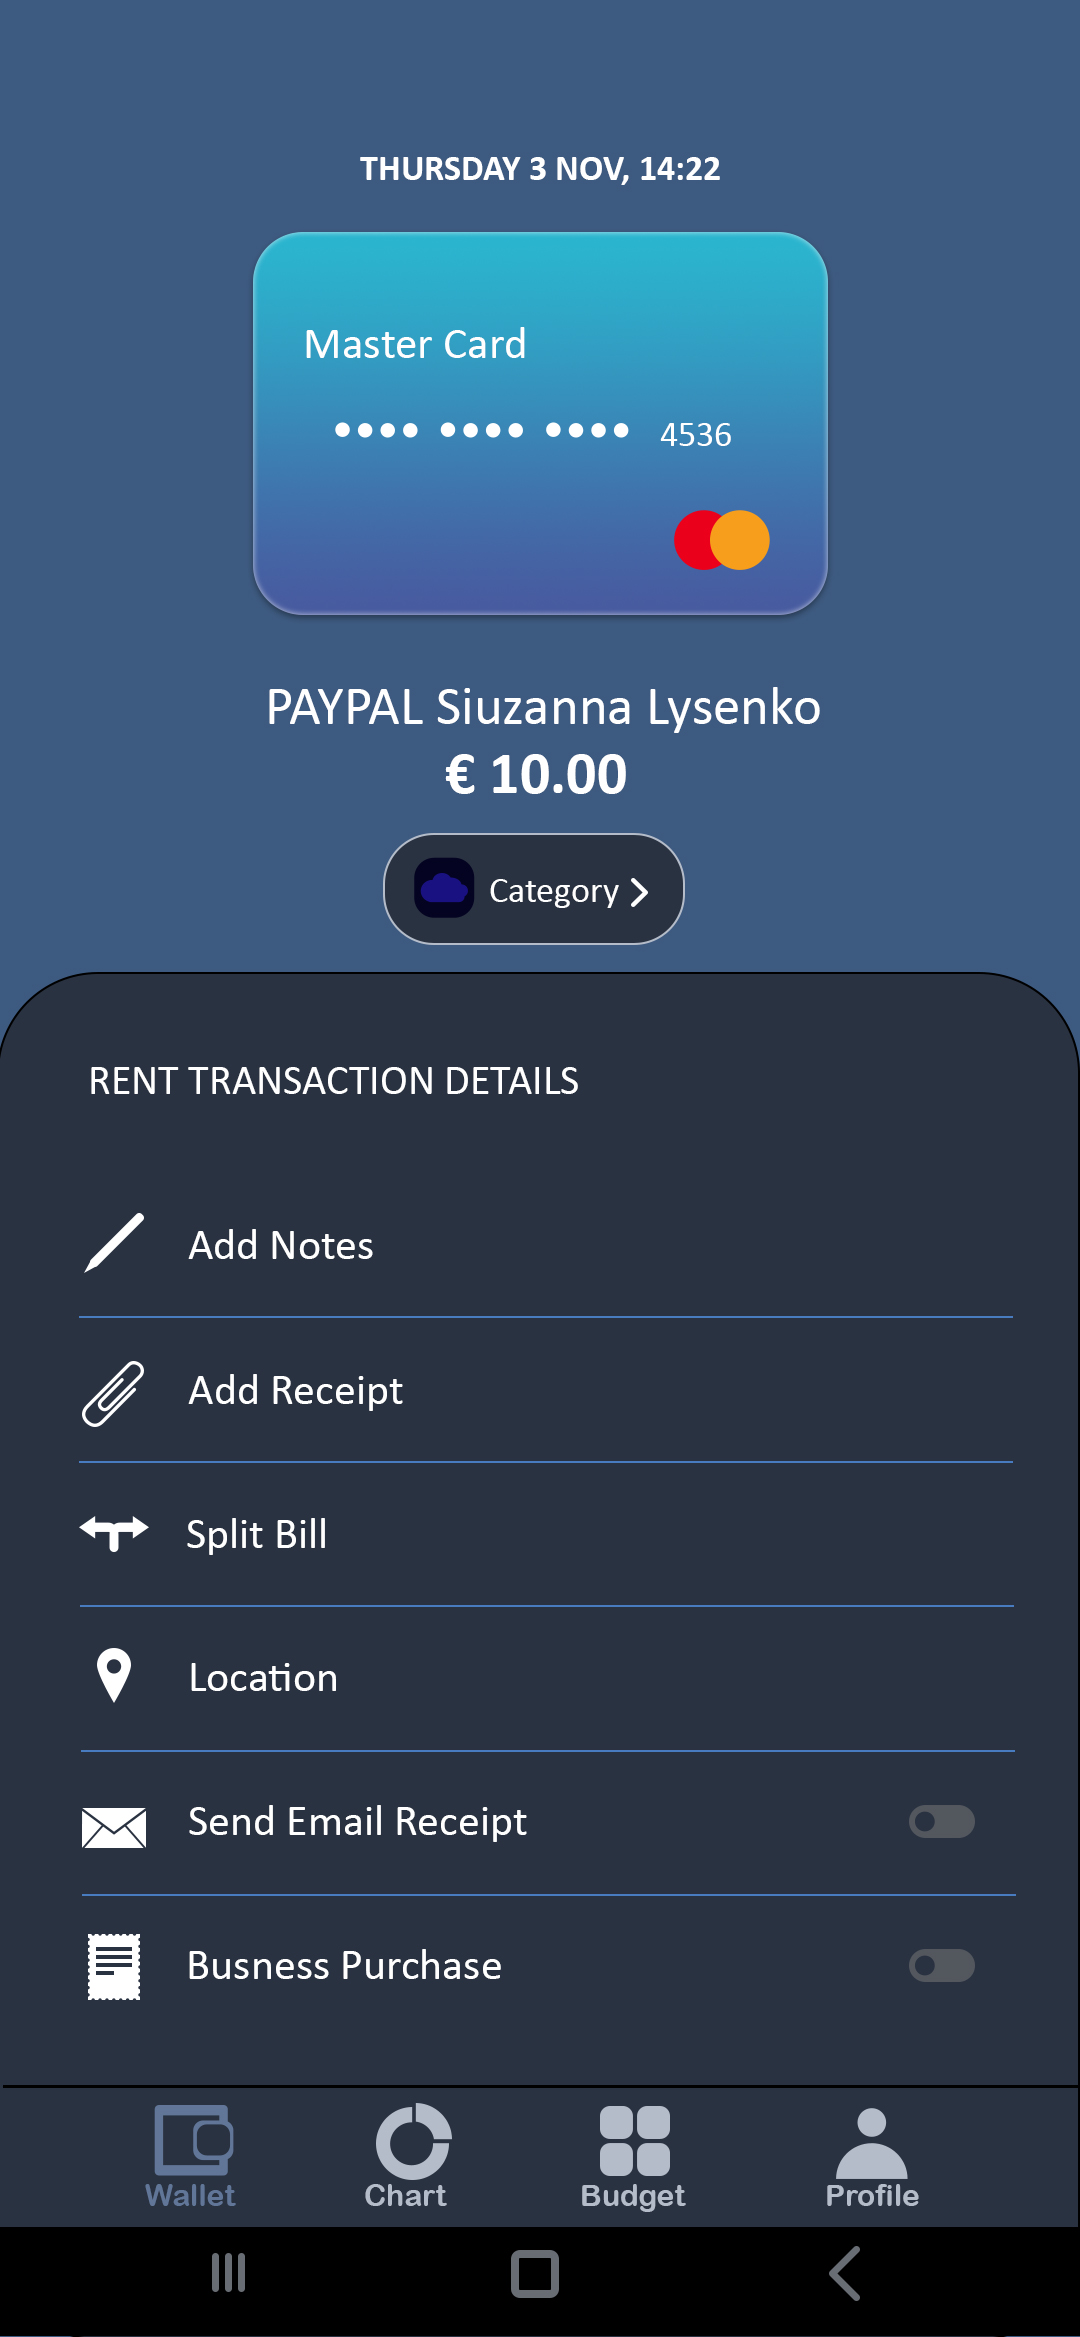 THURSDAY 3 NOV, 14:22
Master Card
•••• •••• •••• 4536
PAYPAL Siuzanna Lysenko
€ 10.00
Category
RENT TRANSACTION DETAILS
Add Notes
Add Receipt
Split Bill
Location
Send Email Receipt
Busness Purchase
Wallet Chart Budget Profile